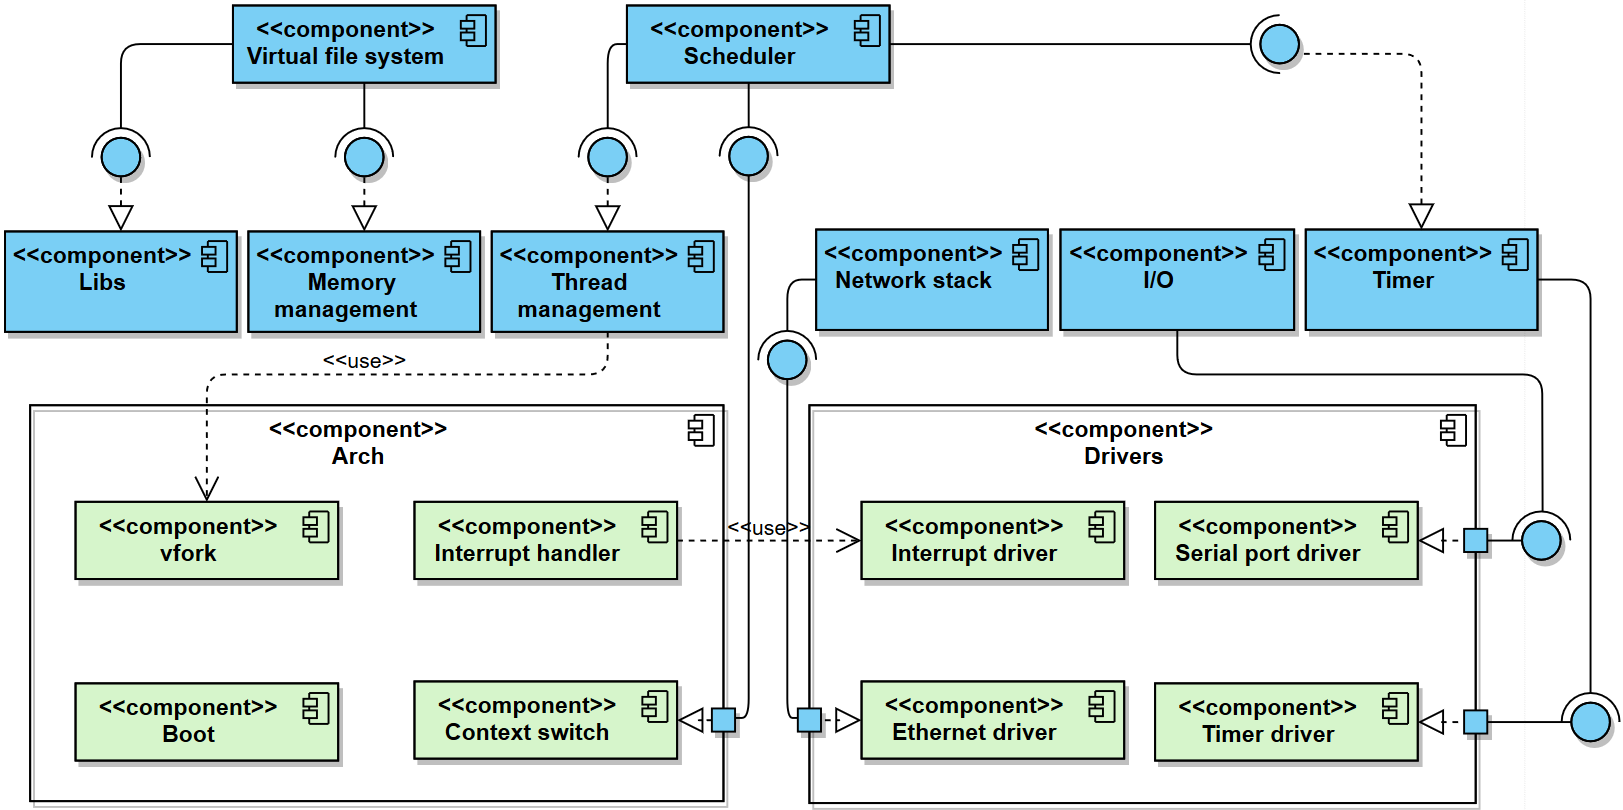 <<component>>
Virtual file system
<<component>>
Scheduler
<<component>>
Libs
<<component>>
Memory
management
<<component>>
Thread
management
<<component>>
Network stack
<<component>>
I/O
<<component>>
Timer
<<use>>
<<component>>
Arch
<<component>>
Drivers
<<component>>
vfork
<<component>>
Interrupt handler
<<use>>
<<component>>
Interrupt driver
<<component>>
Serial port driver
<<component>>
Boot
<<component>>
Context switch
<<component>>
Ethernet driver
<<component>>
Timer driver